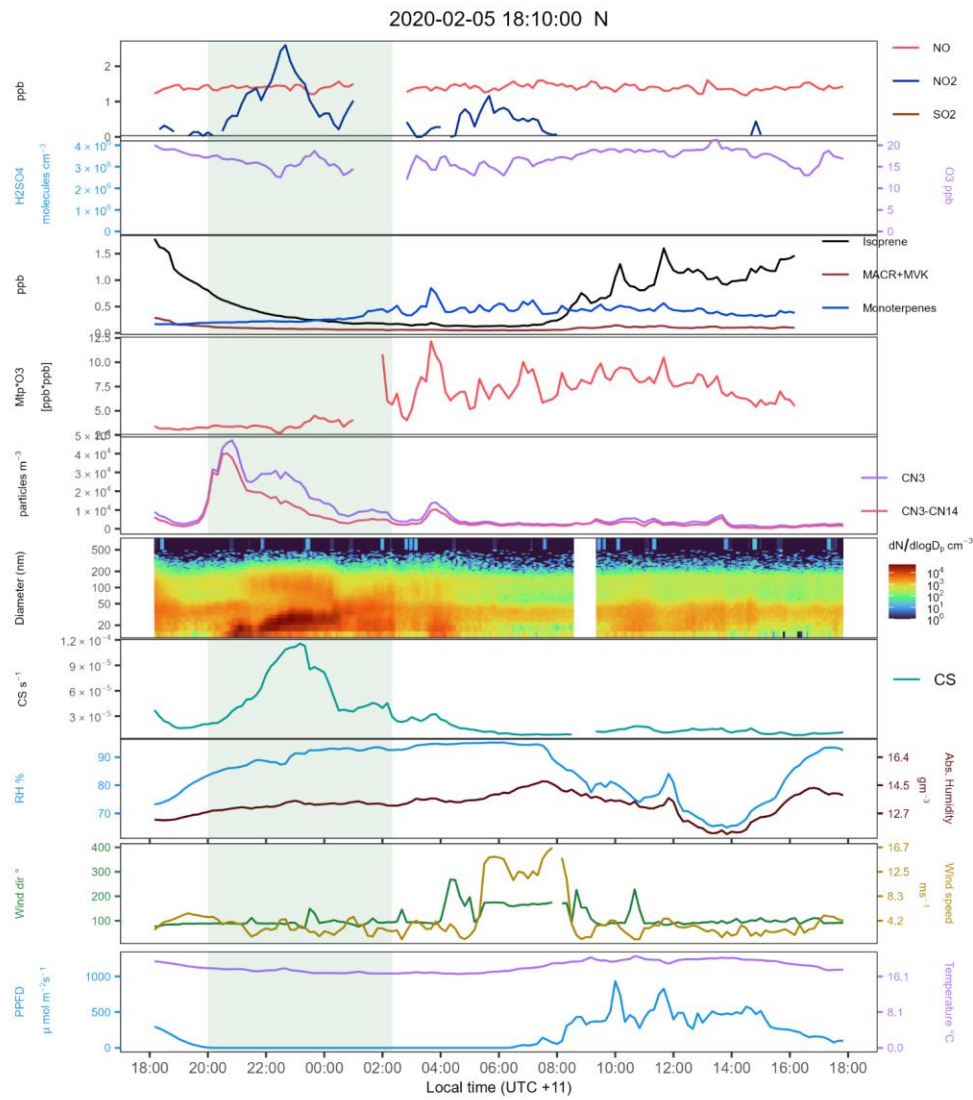 2020-02-05 18:10:00 N
ppb
2
1
0
NO
NO2
SO2
H2SO4
molecules cm⁻³
4 × 10⁶
3 × 10⁶
2 × 10⁶
1 × 10⁶
0
20
15
10
5
0
O3 ppb
ppb
1.5
1.0
0.5
0.0
Isoprene
MACR+MVK
Monoterpenes
Mtp*O3
[ppb*ppb]
12.5
10.0
7.5
5.0
particles m⁻³
5 × 10⁴
4 × 10⁴
3 × 10⁴
2 × 10⁴
1 × 10⁴
0
CN3
CN3-CN14
Diameter (nm)
500
200
100
50
20
dN/dlogDₚ cm⁻³
10⁴
10³
10²
10¹
10⁰
CS s⁻¹
1.2 × 10⁻⁴
9 × 10⁻⁵
6 × 10⁻⁵
3 × 10⁻⁵
CS
RH %
90
80
70
16.4
14.5
12.7
gm⁻³
Abs. Humidity
Wind dir °
400
300
200
100
16.7
12.5
8.3
4.2
ms⁻¹
Wind speed
PPFD
μ mol m⁻²s⁻¹
1000
500
0
16.1
8.1
0.0
Temperature °C
18:00 20:00 22:00 00:00 02:00 04:00 06:00 08:00 10:00 12:00 14:00 16:00 18:00
Local time (UTC +11)